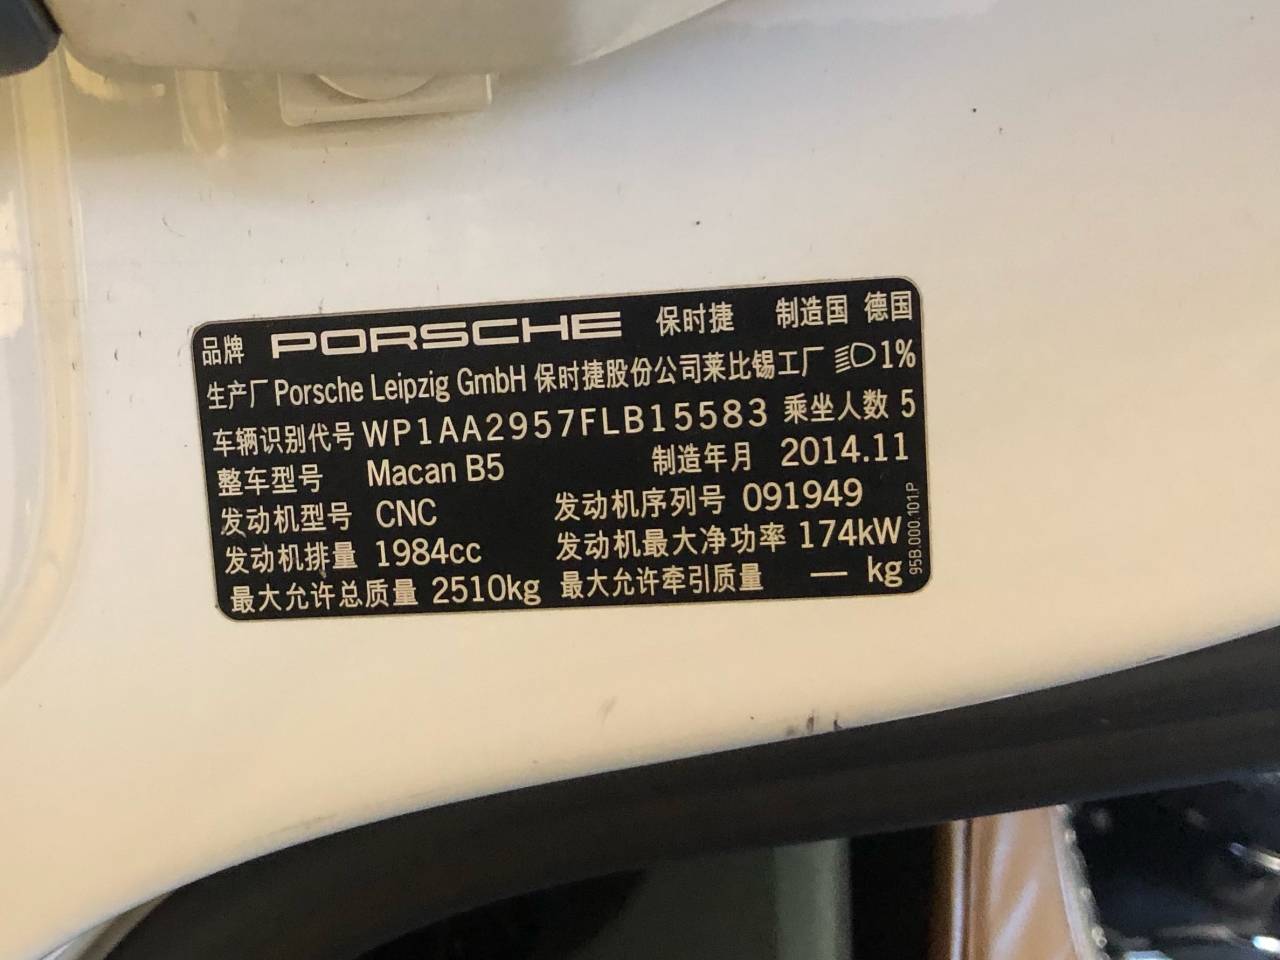 品牌 PORSCHE 保时捷 制造国 德国
生产厂 Porsche Leipzig GmbH 保时捷股份公司莱比锡工厂 1%
车辆识别代号 WP1AA2957FLB15583 乘坐人数 5
整车型号 Macan B5 制造年月 2014.11
发动机型号 CNC 发动机序列号 091949
发动机排量 1984cc 发动机最大净功率 174kW
最大允许总质量 2510kg 最大允许牵引质量 — kg
95B.000.101.P